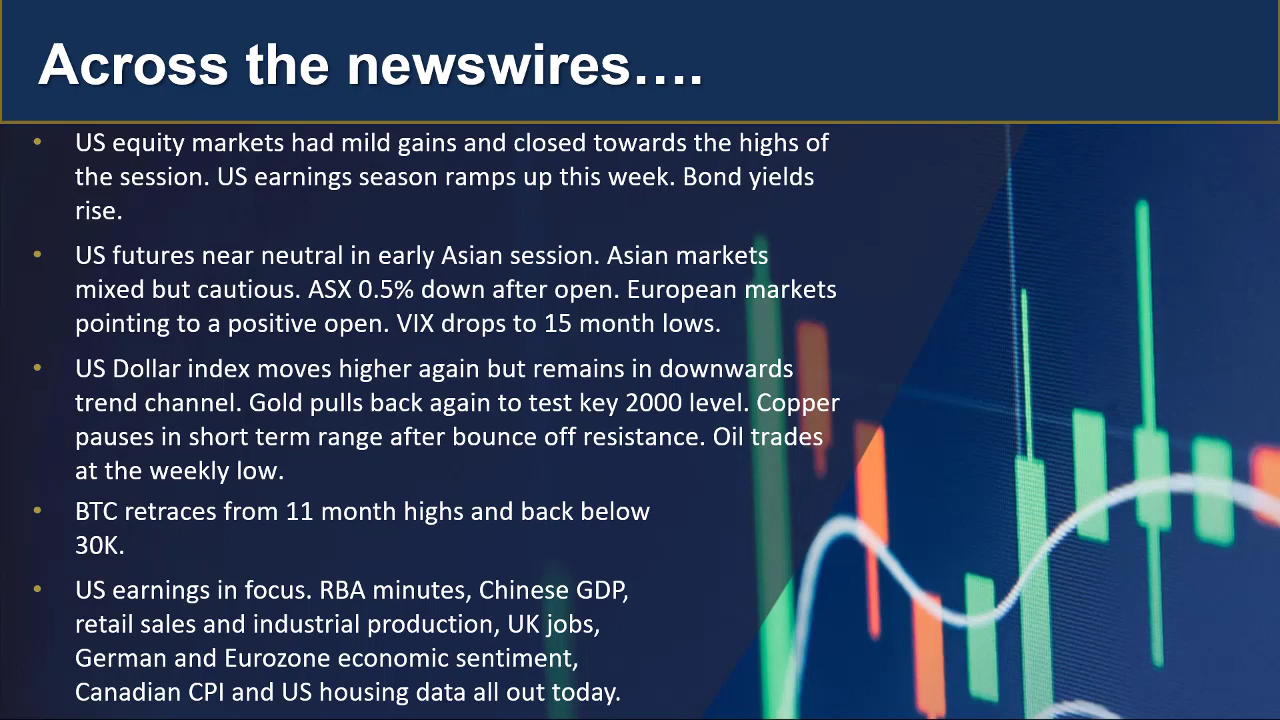 Across the newswires….
• US equity markets had mild gains and closed towards the highs of
the session. US earnings season ramps up this week. Bond yields
rise.
• US futures near neutral in early Asian session. Asian markets
mixed but cautious. ASX 0.5% down after open. European markets
pointing to a positive open. VIX drops to 15 month lows.
• US Dollar index moves higher again but remains in downwards
trend channel. Gold pulls back again to test key 2000 level. Copper
pauses in short term range after bounce off resistance. Oil trades
at the weekly low.
• BTC retraces from 11 month highs and back below
30K.
• US earnings in focus. RBA minutes, Chinese GDP,
retail sales and industrial production, UK jobs,
German and Eurozone economic sentiment,
Canadian CPI and US housing data all out today.